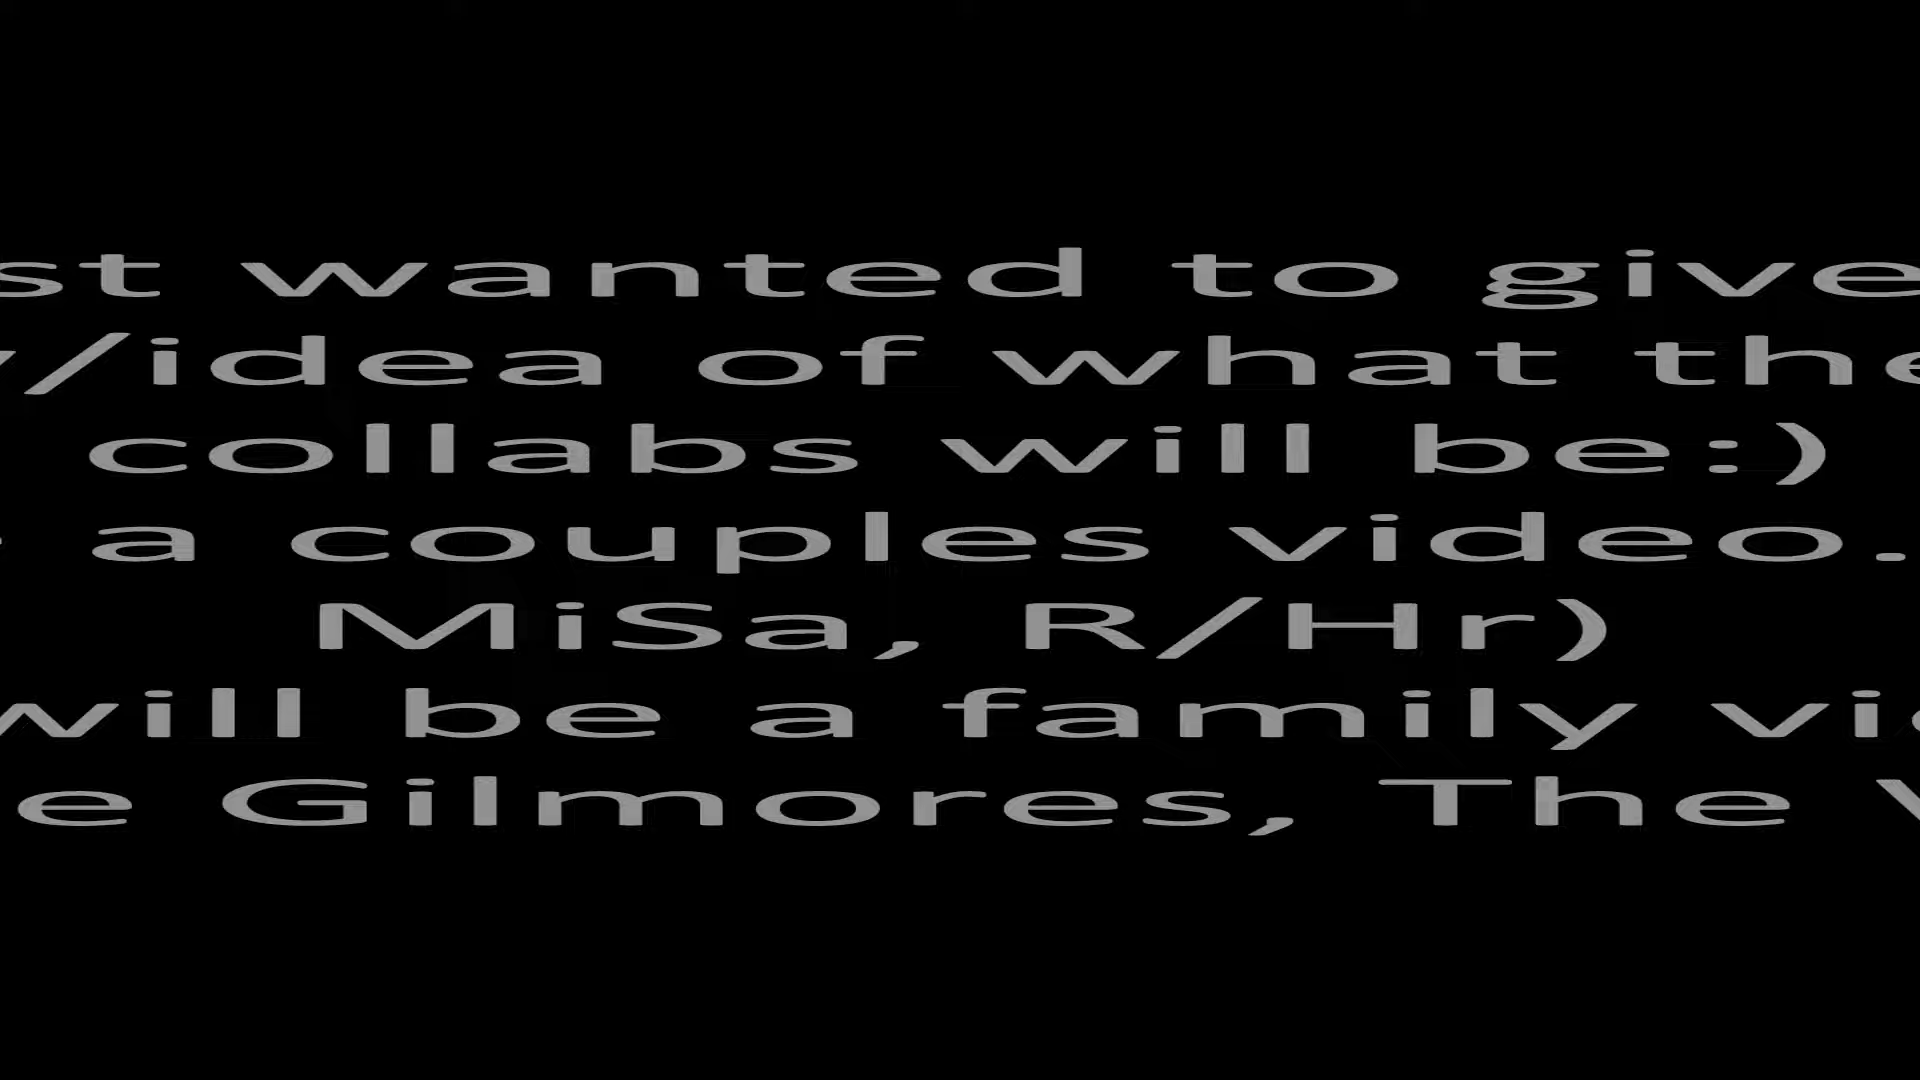 st wanted to give
/idea of what the
collabs will be:)
a couples video.
MiSa, R/Hr)
will be a family vi
e Gilmores, The